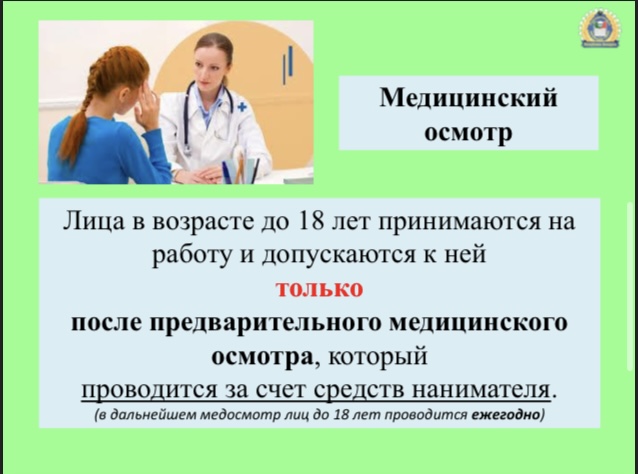 Медицинский
осмотр
Лица в возрасте до 18 лет принимаются на
работу и допускаются к ней
только
после предварительного медицинского
осмотра, который
проводится за счет средств нанимателя.
(в дальнейшем медосмотр лиц до 18 лет проводится ежегодно)